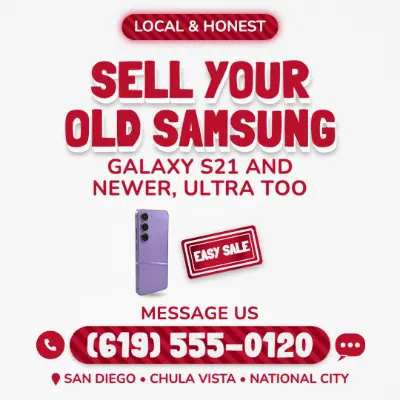 LOCAL & HONEST
SELL YOUR
OLD SAMSUNG
GALAXY S21 AND
NEWER, ULTRA TOO
EASY SALE
MESSAGE US
(619) 555-0120
SAN DIEGO • CHULA VISTA • NATIONAL CITY